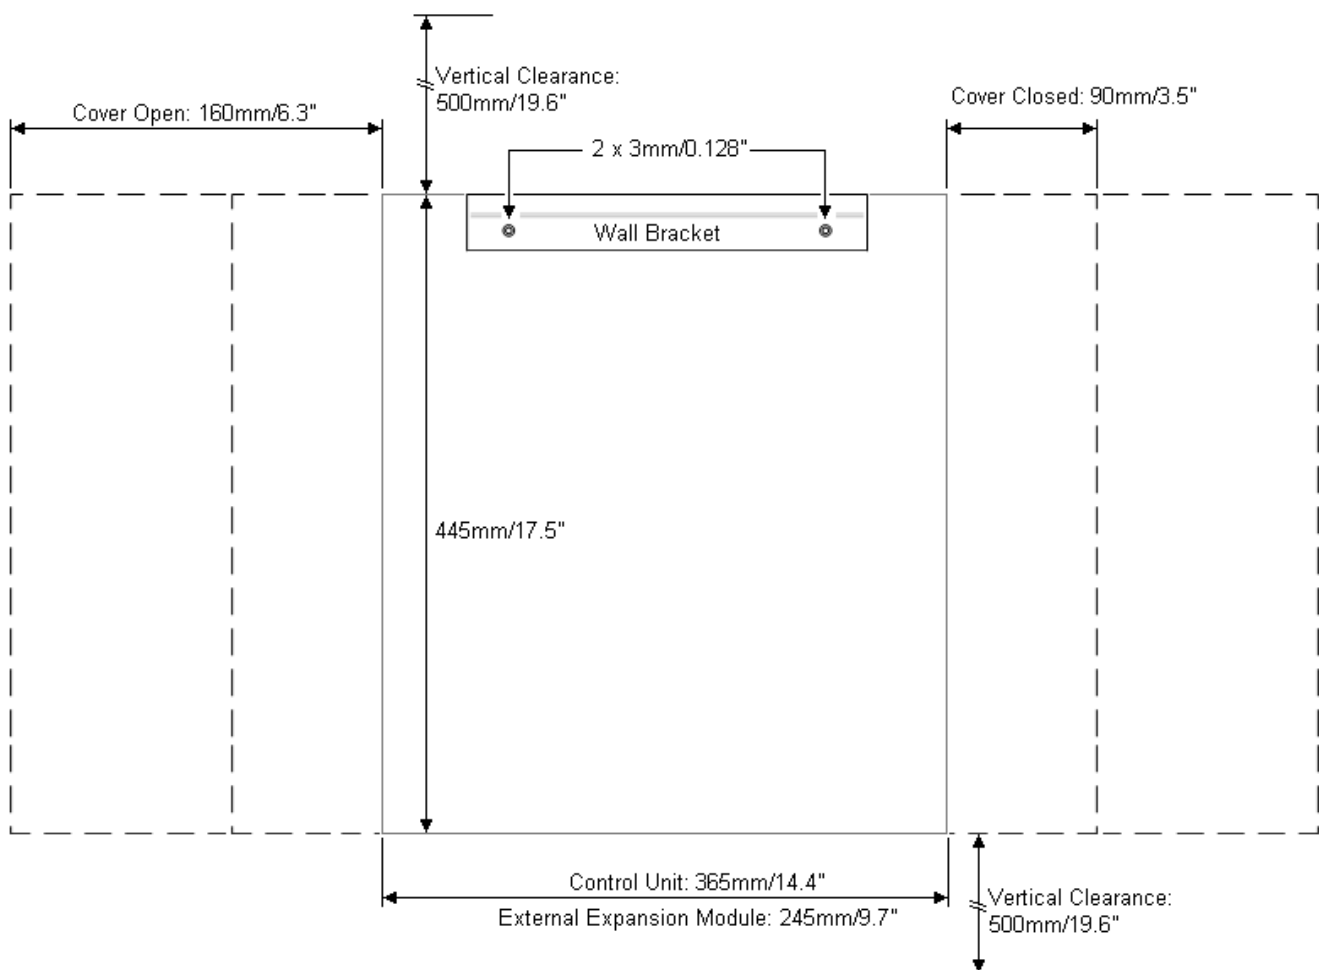 Vertical Clearance:
500mm/19.6"
Cover Open: 160mm/6.3"
Cover Closed: 90mm/3.5"
2 x 3mm/0.128"
Wall Bracket
445mm/17.5"
Control Unit: 365mm/14.4"
External Expansion Module: 245mm/9.7"
Vertical Clearance:
500mm/19.6"